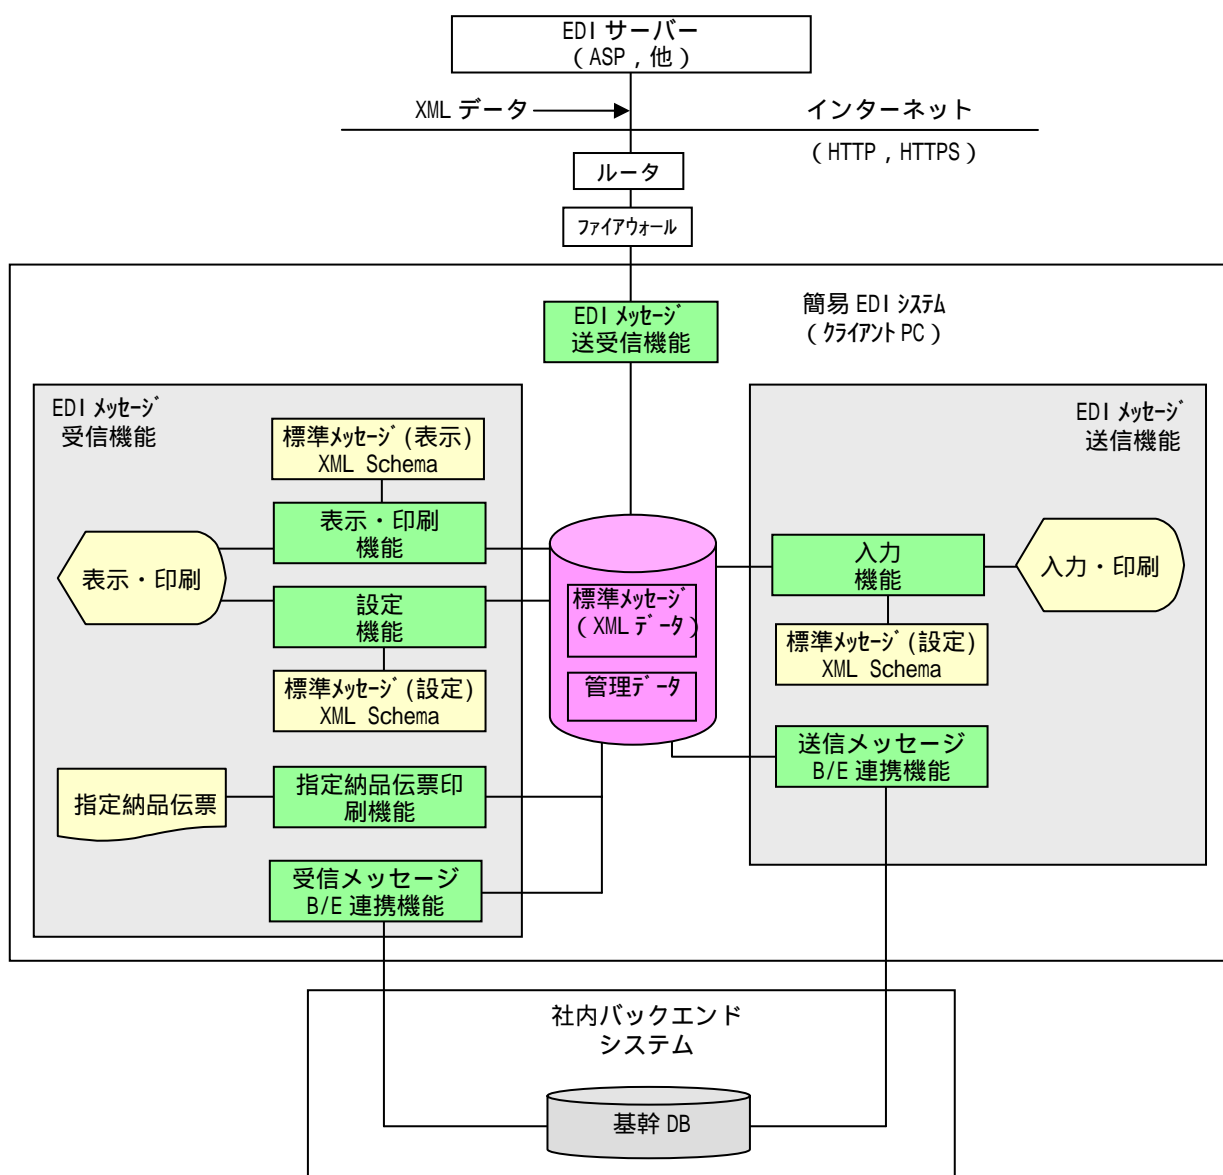 EDI サーバー
（ ASP , 他 ）
XML データ
インターネット
（ HTTP , HTTPS ）
ルータ
ファイアウォール
簡易 EDI システム
（ クライアント PC ）
EDI メッセージ
送受信機能
EDI メッセージ
受信機能
標準メッセージ (表示)
XML Schema
表示・印刷
機能
表示・印刷
設定
機能
標準メッセージ (設定)
XML Schema
指定納品伝票
指定納品伝票印
刷機能
受信メッセージ
B/E 連携機能
標準メッセージ
（ XML データ ）
管理データ
EDI メッセージ
送信機能
入力
機能
入力・印刷
標準メッセージ (設定)
XML Schema
送信メッセージ
B/E 連携機能
社内バックエンド
システム
基幹 DB